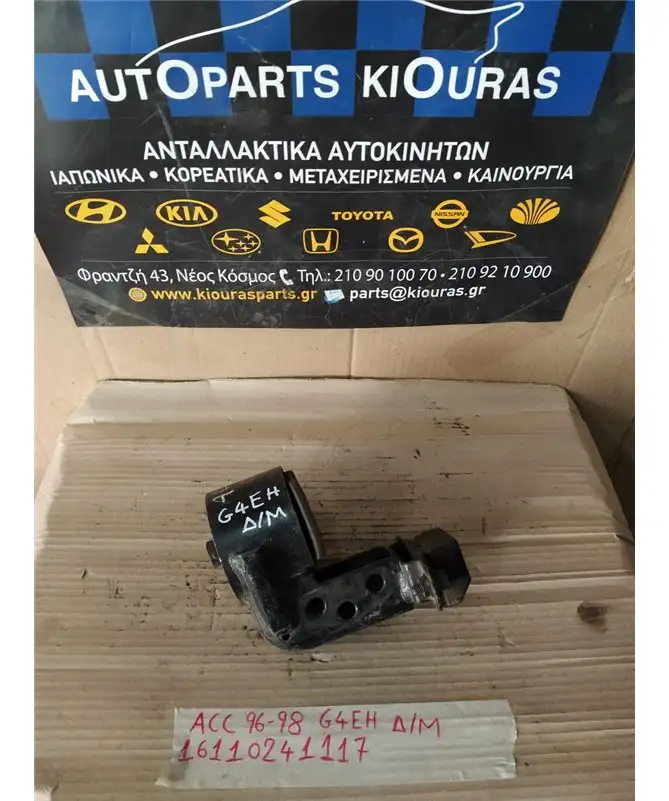 AUTOPARTS KIOURAS
ΑΝΤΑΛΛΑΚΤΙΚΑ ΑΥΤΟΚΙΝΗΤΩΝ
ΙΑΠΩΝΙΚΑ • ΚΟΡΕΑΤΙΚΑ • ΜΕΤΑΧΕΙΡΙΣΜΕΝΑ • ΚΑΙΝΟΥΡΓΙΑ
KIA TOYOTA NISSAN
Φραντζή 43, Νέος Κόσμος Τηλ.: 210 90 100 70 • 210 92 10 900
www.kiourasparts.gr parts@kiouras.gr
G4EH
Δ/Μ
ACC 96-98 G4EH Δ/Μ
16110241117